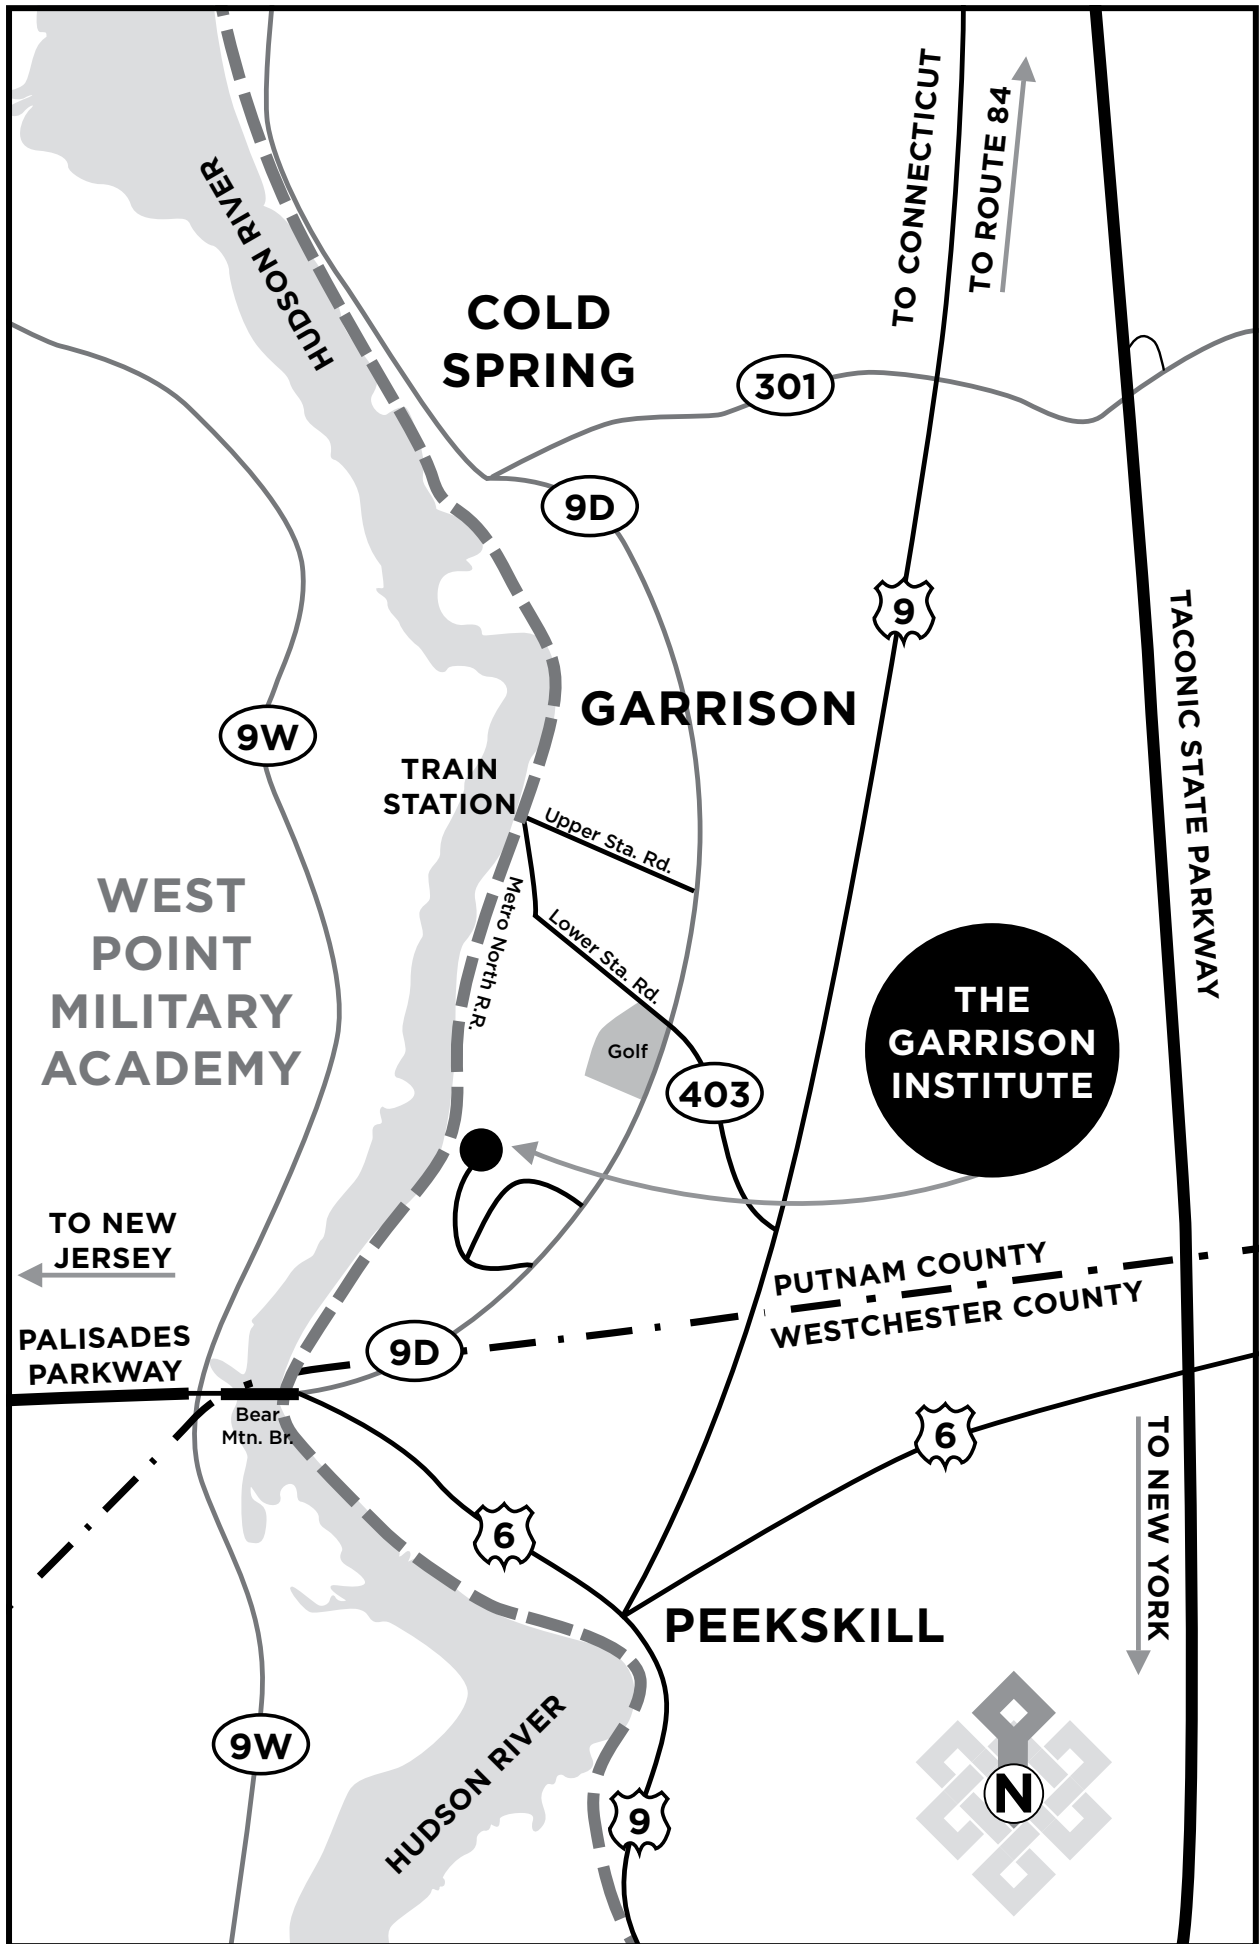 TO CONNECTICUT
TO ROUTE 84
HUDSON RIVER
COLD
SPRING
301
9D
9
TACONIC STATE PARKWAY
GARRISON
9W
TRAIN
STATION
Upper Sta. Rd.
WEST
POINT
MILITARY
ACADEMY
Metro North R.R.
Lower Sta. Rd.
THE
GARRISON
INSTITUTE
Golf
403
TO NEW
JERSEY
PUTNAM COUNTY
WESTCHESTER COUNTY
PALISADES
PARKWAY
9D
Bear
Mtn. Br.
6
TO NEW YORK
6
PEEKSKILL
HUDSON RIVER
9W
N
9